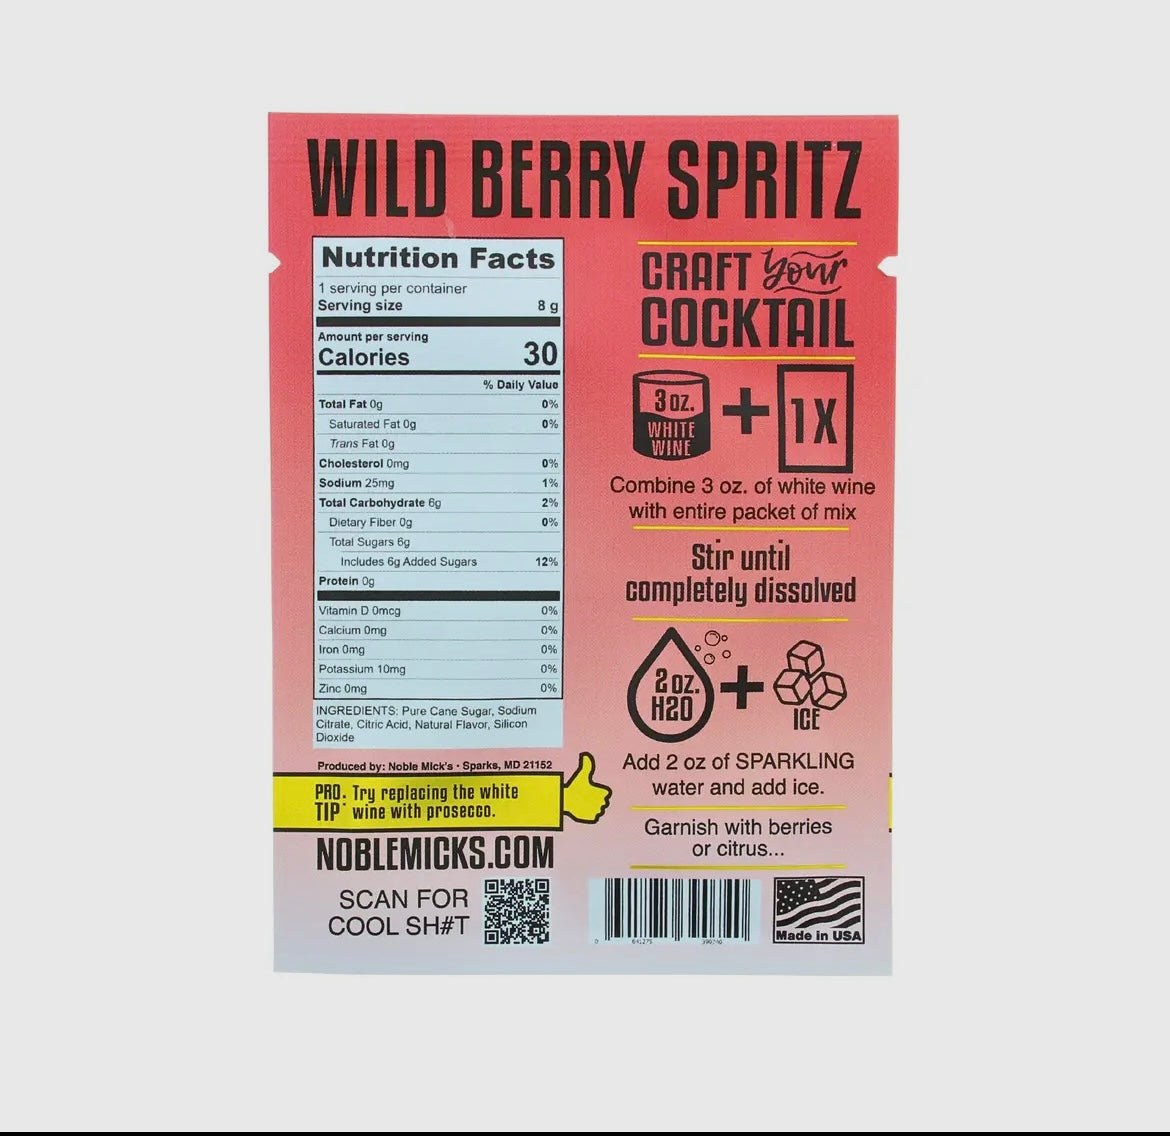 WILD BERRY SPRITZ
Nutrition Facts
1 serving per container
Serving size 8 g
Amount per serving
Calories 30
% Daily Value
Total Fat 0g 0%
Saturated Fat 0g 0%
Trans Fat 0g
Cholesterol 0mg 0%
Sodium 25mg 1%
Total Carbohydrate 6g 2%
Dietary Fiber 0g 0%
Total Sugars 6g
Includes 6g Added Sugars 12%
Protein 0g
Vitamin D 0mcg 0%
Calcium 0mg 0%
Iron 0mg 0%
Potassium 10mg 0%
Zinc 0mg 0%
INGREDIENTS: Pure Cane Sugar, Sodium
Citrate, Citric Acid, Natural Flavor, Silicon
Dioxide
Produced by: Noble Mick's • Sparks, MD 21152
PRO TIP: Try replacing the white
wine with prosecco.
NOBLEMICKS.COM
SCAN FOR
COOL SH#T
CRAFT your
COCKTAIL
3 OZ.
WHITE
WINE
+
1X
Combine 3 oz. of white wine
with entire packet of mix
Stir until
completely dissolved
2 OZ.
H2O
+
ICE
Add 2 oz of SPARKLING
water and add ice.
Garnish with berries
or citrus...
Made in USA